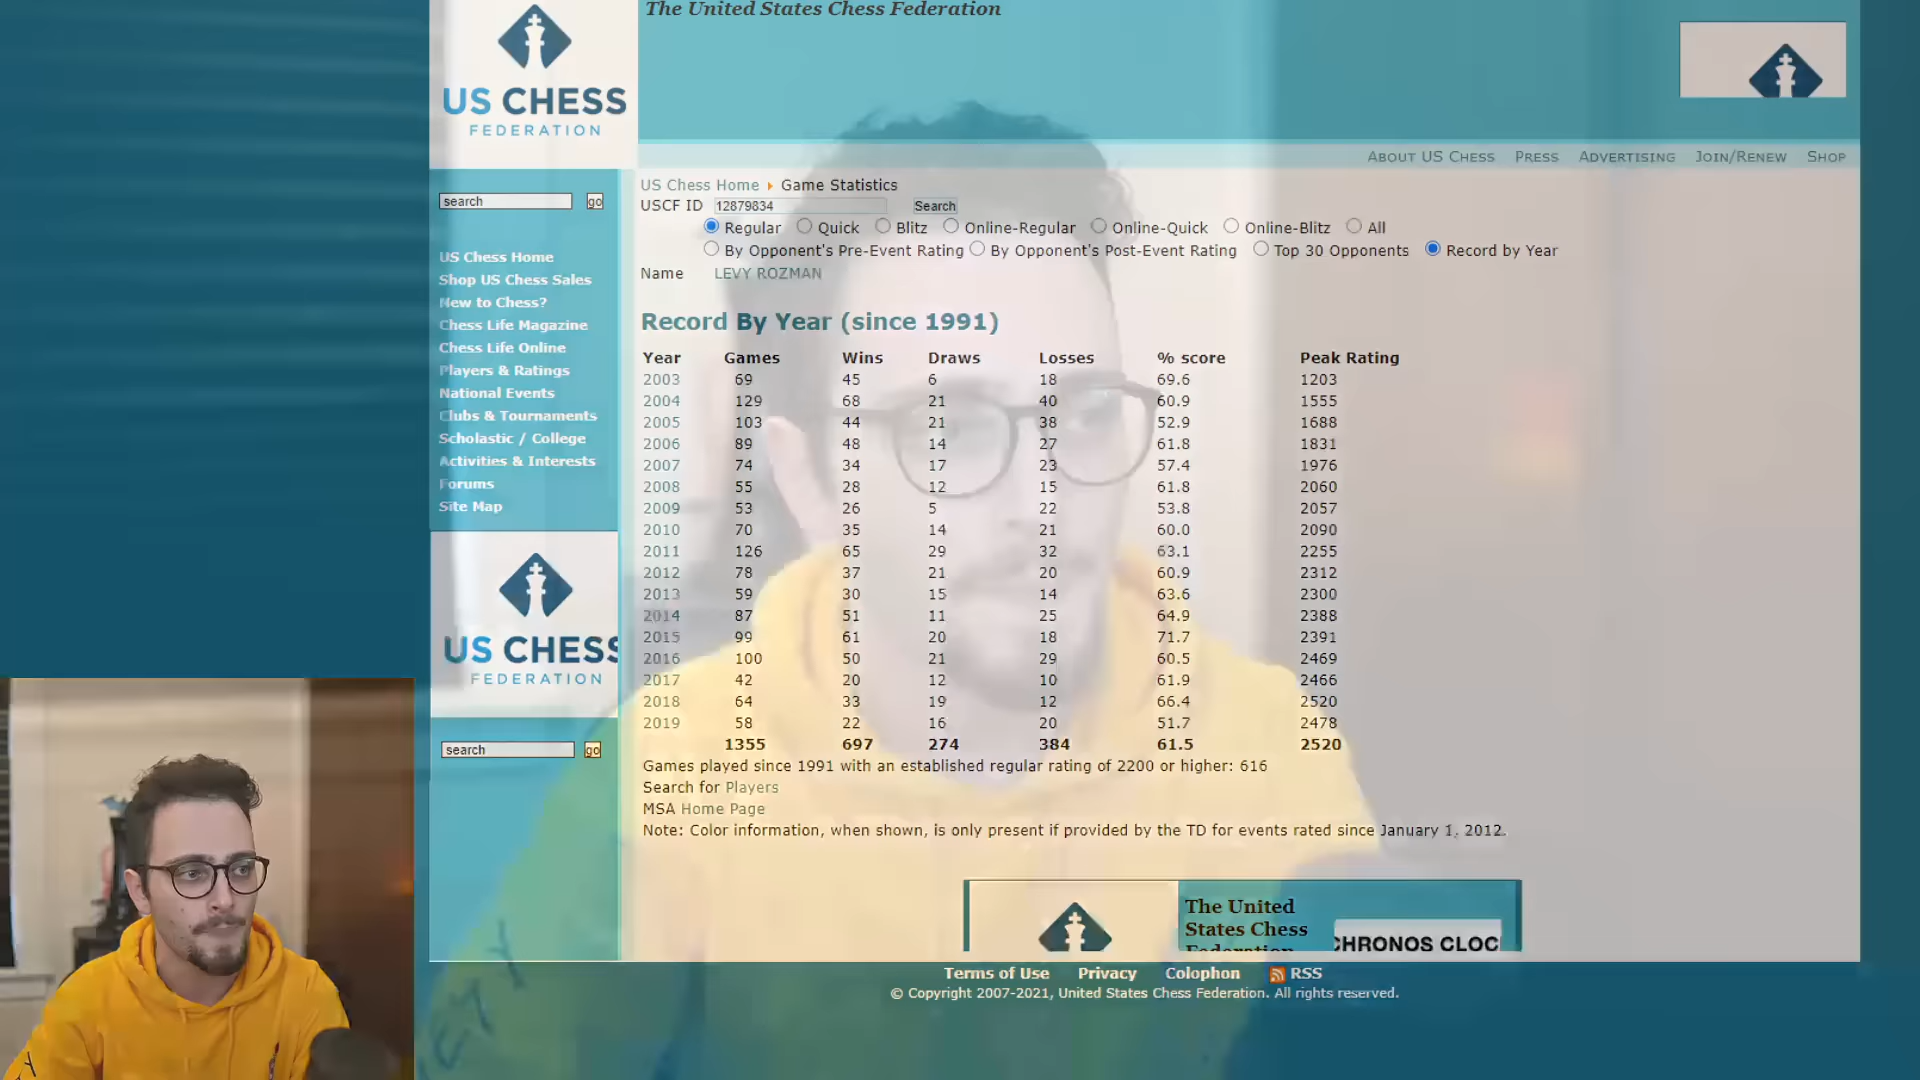 The United States Chess Federation
US CHESS
FEDERATION
ABOUT US CHESS PRESS ADVERTISING JOIN/RENEW SHOP
search go
US Chess Home
Shop US Chess Sales
New to Chess?
Chess Life Magazine
Chess Life Online
Players & Ratings
National Events
Clubs & Tournaments
Scholastic / College
Activities & Interests
Forums
Site Map
US CHESS
FEDERATION
search go
US Chess Home Game Statistics
USCF ID 12879834 Search
Regular Quick Blitz Online-Regular Online-Quick Online-Blitz All
By Opponent's Pre-Event Rating By Opponent's Post-Event Rating Top 30 Opponents Record by Year
Name LEVY ROZMAN
Record By Year (since 1991)
Year Games Wins Draws Losses % score Peak Rating
2003 69 45 6 18 69.6 1203
2004 129 68 21 40 60.9 1555
2005 103 44 21 38 52.9 1688
2006 89 48 14 27 61.8 1831
2007 74 34 17 23 57.4 1976
2008 55 28 12 15 61.8 2060
2009 53 26 5 22 53.8 2057
2010 70 35 14 21 60.0 2090
2011 126 65 29 32 63.1 2255
2012 78 37 21 20 60.9 2312
2013 59 30 15 14 63.6 2300
2014 87 51 11 25 64.9 2388
2015 99 61 20 18 71.7 2391
2016 100 50 21 29 60.5 2469
2017 42 20 12 10 61.9 2466
2018 64 33 19 12 66.4 2520
2019 58 22 16 20 51.7 2478
1355 697 274 384 61.5 2520
Games played since 1991 with an established regular rating of 2200 or higher: 616
Search for Players
MSA Home Page
Note: Color information, when shown, is only present if provided by the TD for events rated since January 1, 2012.
The United
States Chess
Federation
CHRONOS CLOC
Terms of Use Privacy Colophon RSS
© Copyright 2007-2021, United States Chess Federation. All rights reserved.